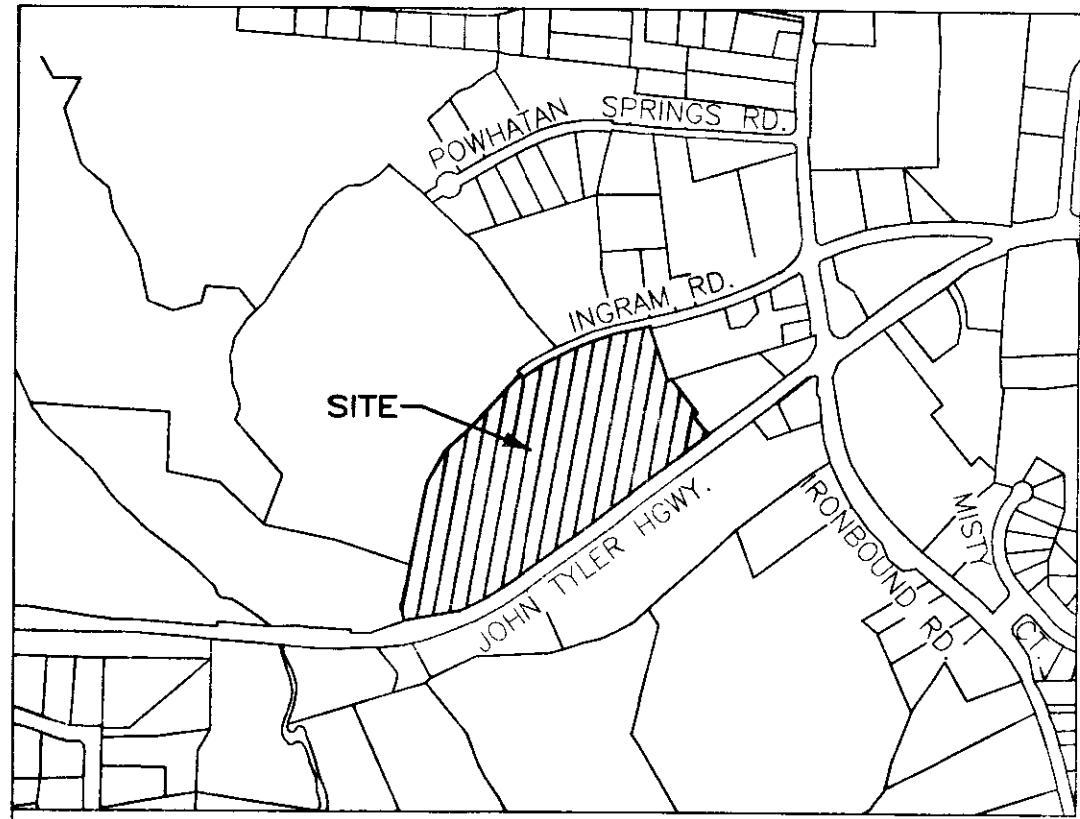 POWHATAN SPRINGS RD.
INGRAM RD.
SITE
JOHN TYLER HGWY.
IRONBOUND RD.
MISTY CT.